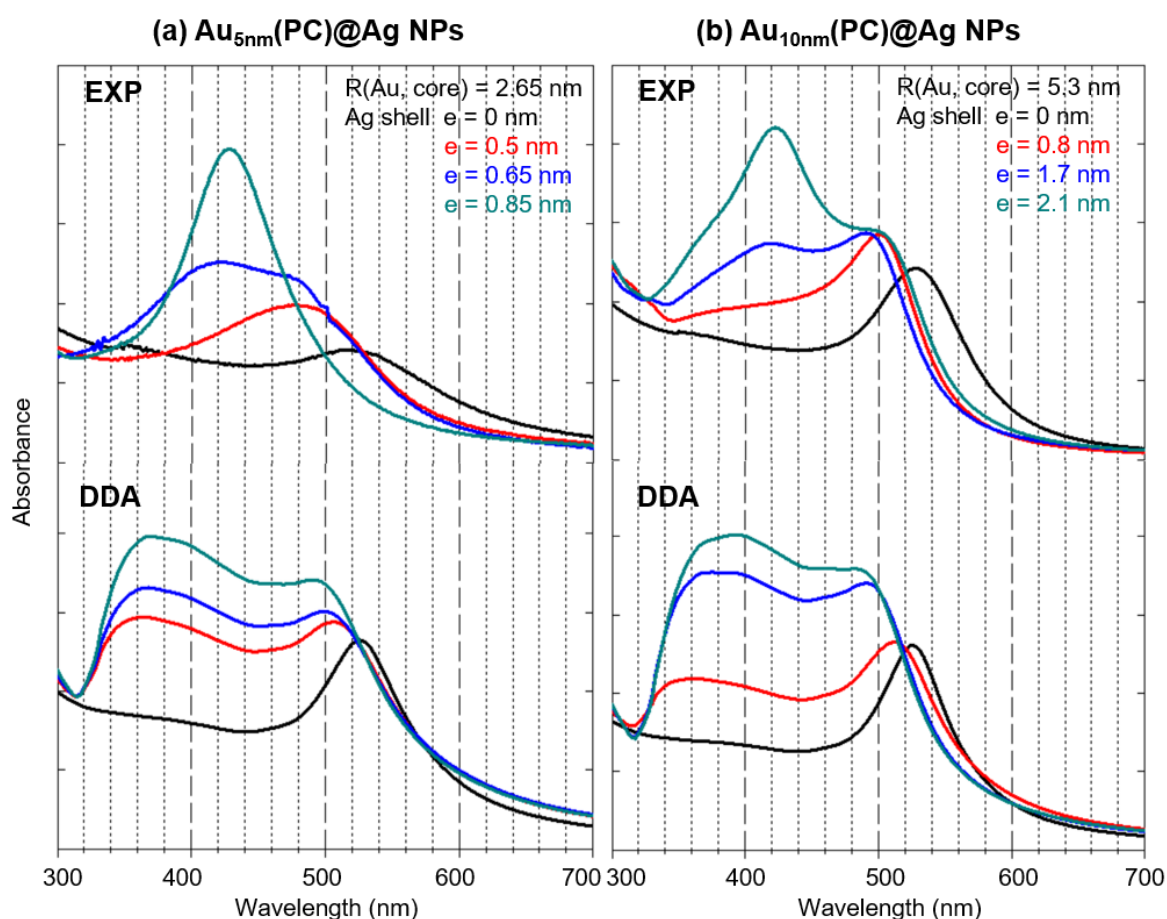 (a) Au5nm(PC)@Ag NPs
EXP
R(Au, core) = 2.65 nm
Ag shell e = 0 nm
e = 0.5 nm
e = 0.65 nm
e = 0.85 nm
DDA
Absorbance
300 400 500 600 700
Wavelength (nm)
(b) Au10nm(PC)@Ag NPs
EXP
R(Au, core) = 5.3 nm
Ag shell e = 0 nm
e = 0.8 nm
e = 1.7 nm
e = 2.1 nm
DDA
300 400 500 600 700
Wavelength (nm)